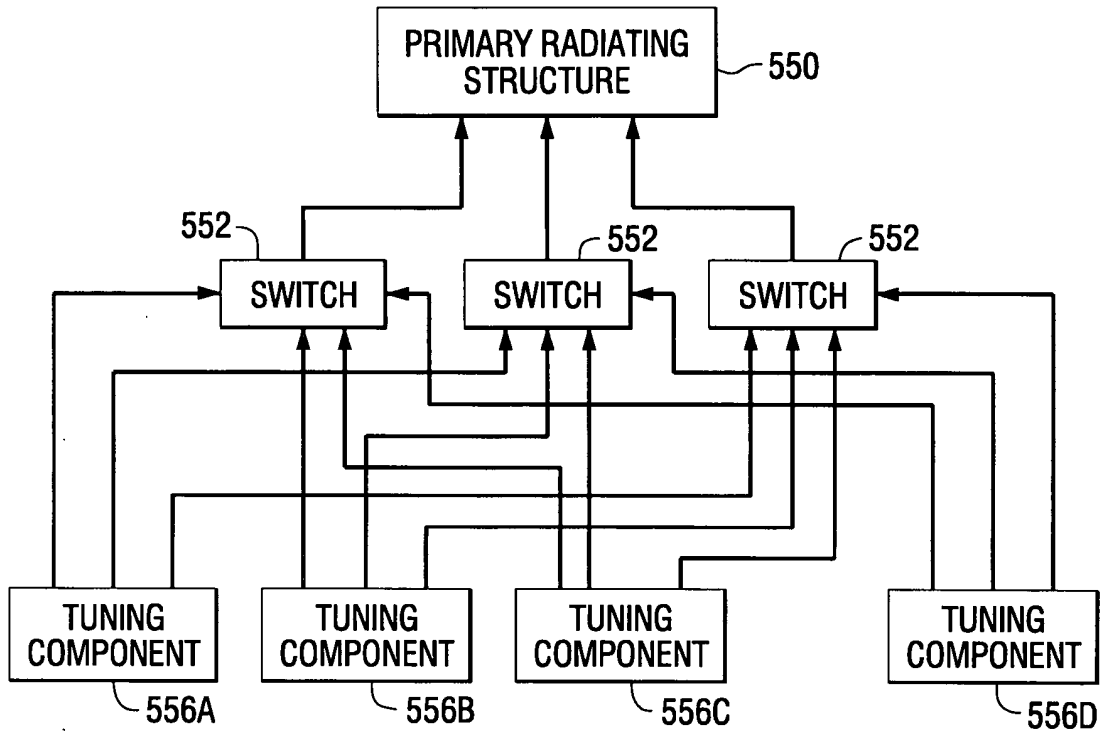 PRIMARY RADIATING
STRUCTURE
550
552
552
552
SWITCH
SWITCH
SWITCH
TUNING
COMPONENT
TUNING
COMPONENT
TUNING
COMPONENT
TUNING
COMPONENT
556A
556B
556C
556D